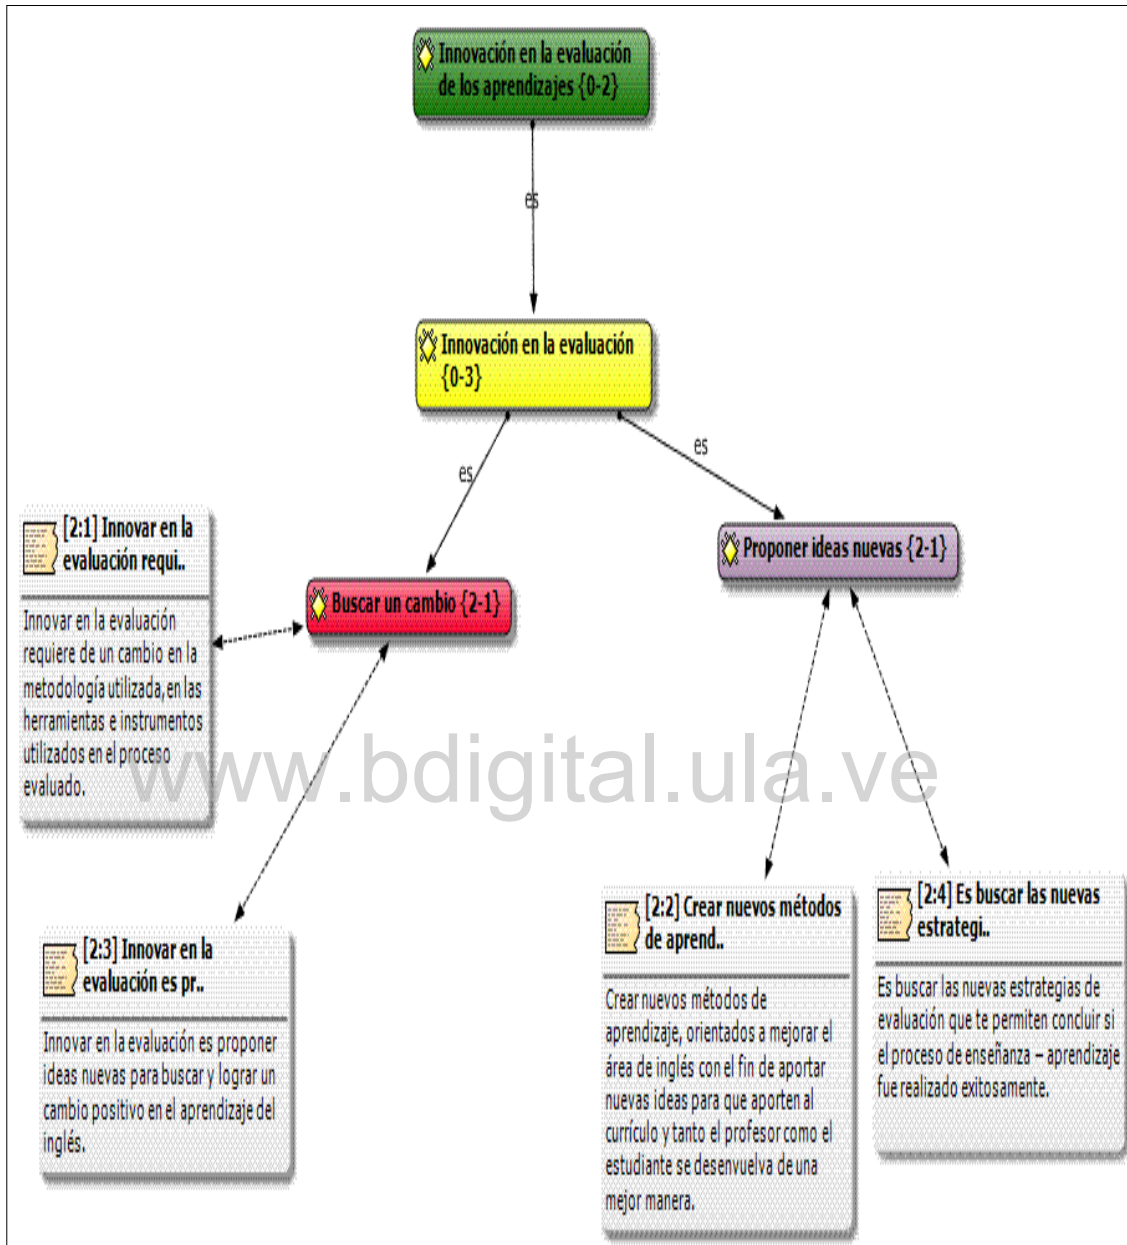 Innovación en la evaluación
de los aprendizajes {0-2}
es
Innovación en la evaluación
{0-3}
es
es
[2:1] Innovar en la
evaluación requi..
Innovar en la evaluación
requiere de un cambio en la
metodología utilizada, en las
herramientas e instrumentos
utilizados en el proceso
evaluado.
Buscar un cambio {2-1}
Proponer ideas nuevas {2-1}
www.bdigital.ula.ve
[2:3] Innovar en la
evaluación es pr..
Innovar en la evaluación es proponer
ideas nuevas para buscar y lograr un
cambio positivo en el aprendizaje del
inglés.
[2:2] Crear nuevos métodos
de aprend..
Crear nuevos métodos de
aprendizaje, orientados a mejorar el
área de inglés con el fin de aportar
nuevas ideas para que aporten al
currículo y tanto el profesor como el
estudiante se desenvuelva de una
mejor manera.
[2:4] Es buscar las nuevas
estrategi..
Es buscar las nuevas estrategias de
evaluación que te permiten concluir si
el proceso de enseñanza – aprendizaje
fue realizado exitosamente.